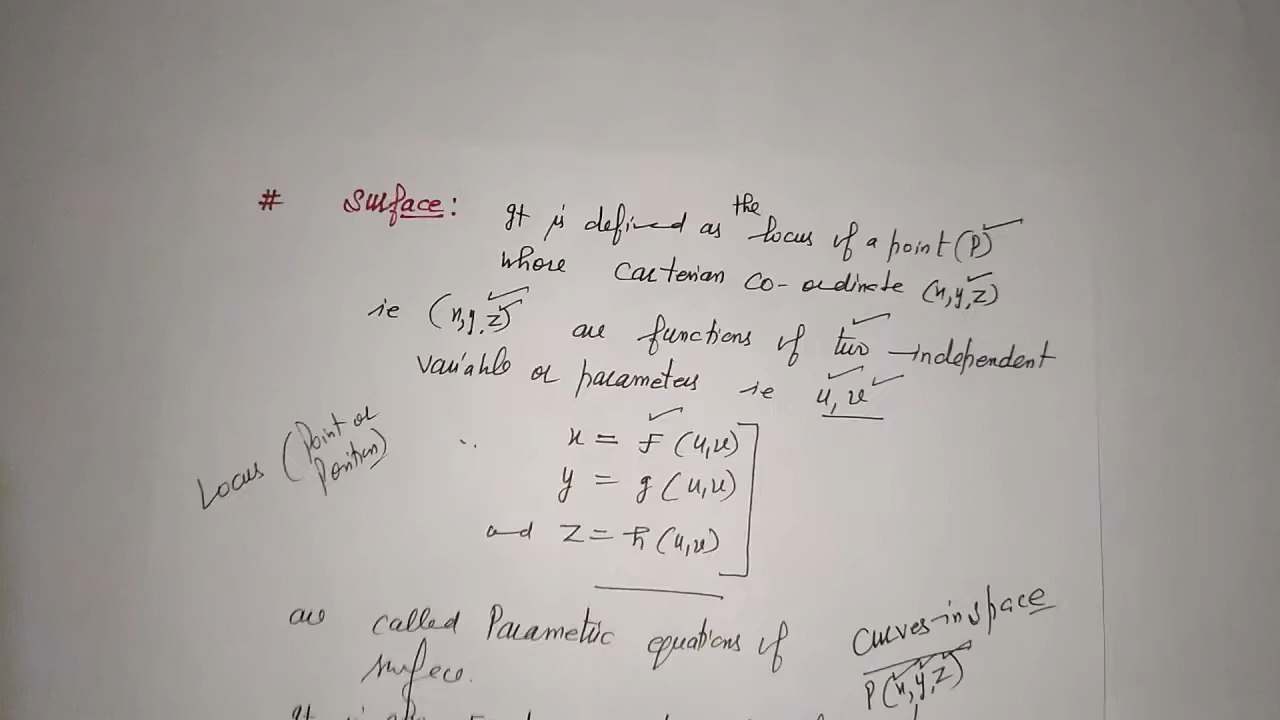 # Surface: It is defined as the locus of a point (P)
whose Cartesian co-ordinate (x,y,z)
ie (x,y,z) are functions of two independent
variable or parameters ie u,v
Locus (Point or
Position)
∴ x = f (u,v)
y = g (u,v)
and z = h (u,v)
are called Parametric equations of
surface.
curves in space
P(x,y,z)